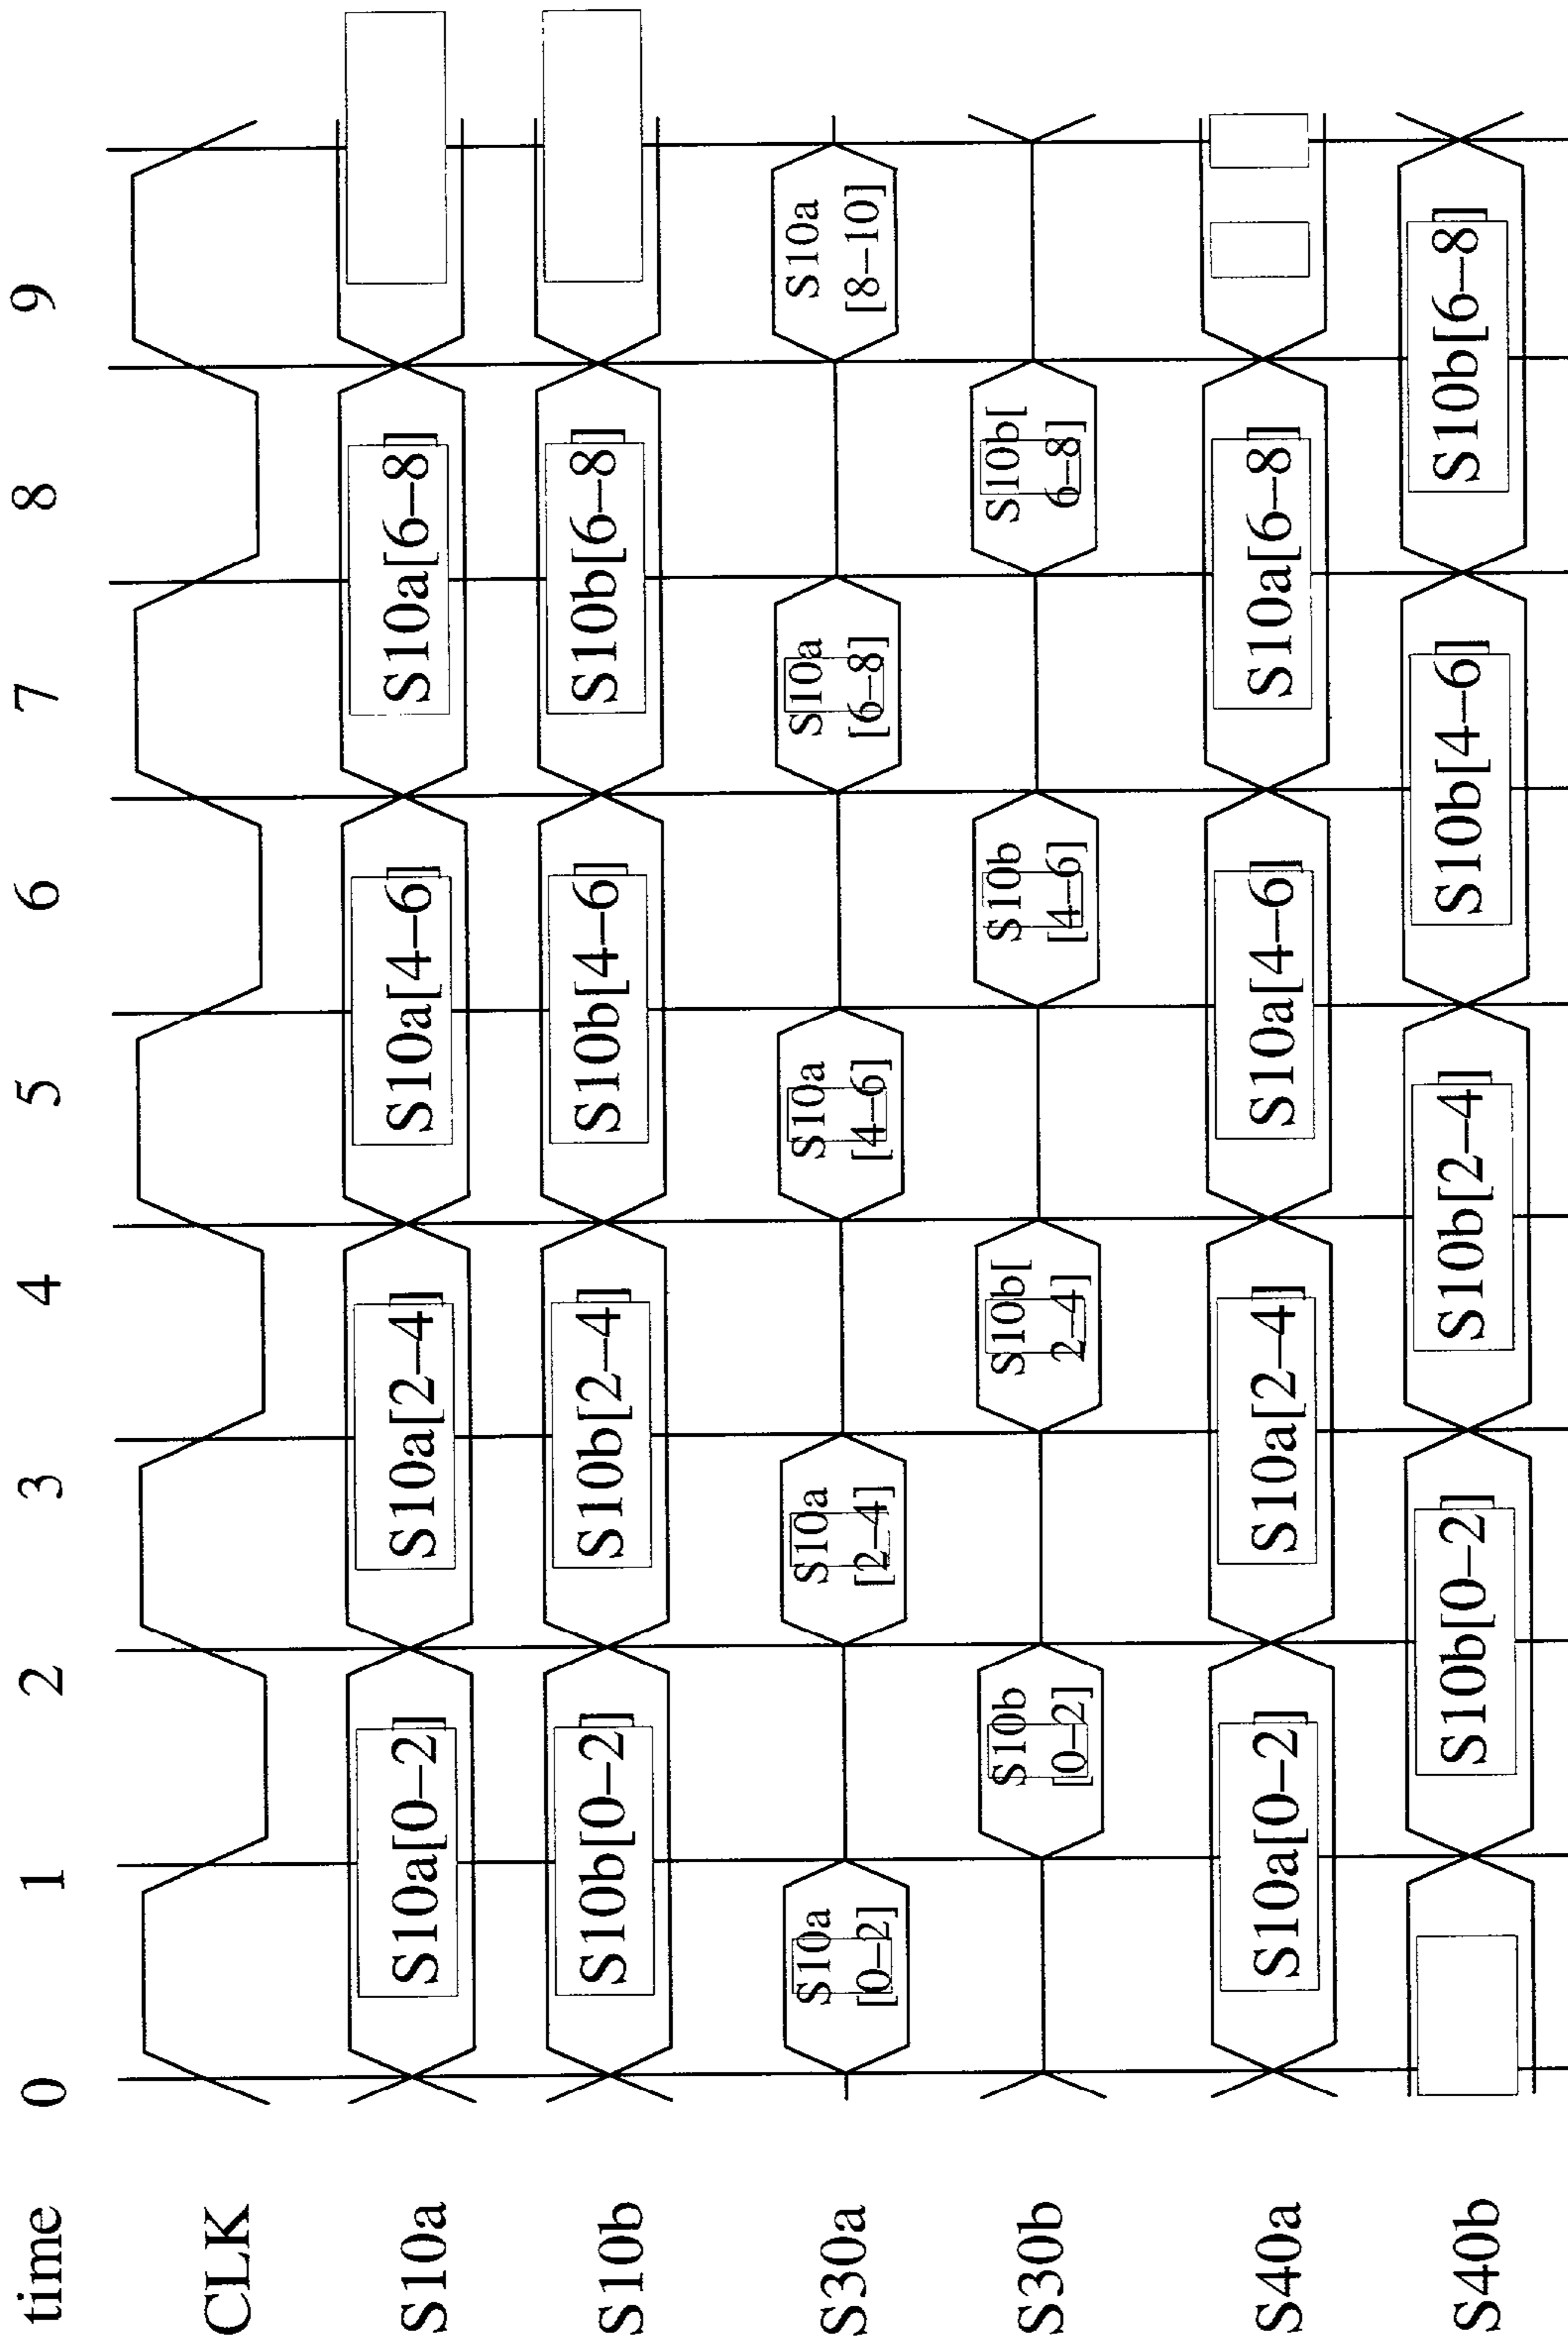 time 0 1 2 3 4 5 6 7 8 9
CLK
S10a S10a[0–2] S10a[2–4] S10a[4–6] S10a[6–8]
S10b S10b[0–2] S10b[2–4] S10b[4–6] S10b[6–8]
S30a S10a [0–2] S10a [2–4] S10a [4–6] S10a [6–8] S10a [8–10]
S30b S10b [0–2] S10b[ 2–4] S10b [4–6] S10b[ 6–8]
S40a S10a[0–2] S10a[2–4] S10a[4–6] S10a[6–8]
S40b S10b[0–2] S10b[2–4] S10b[4–6] S10b[6–8]